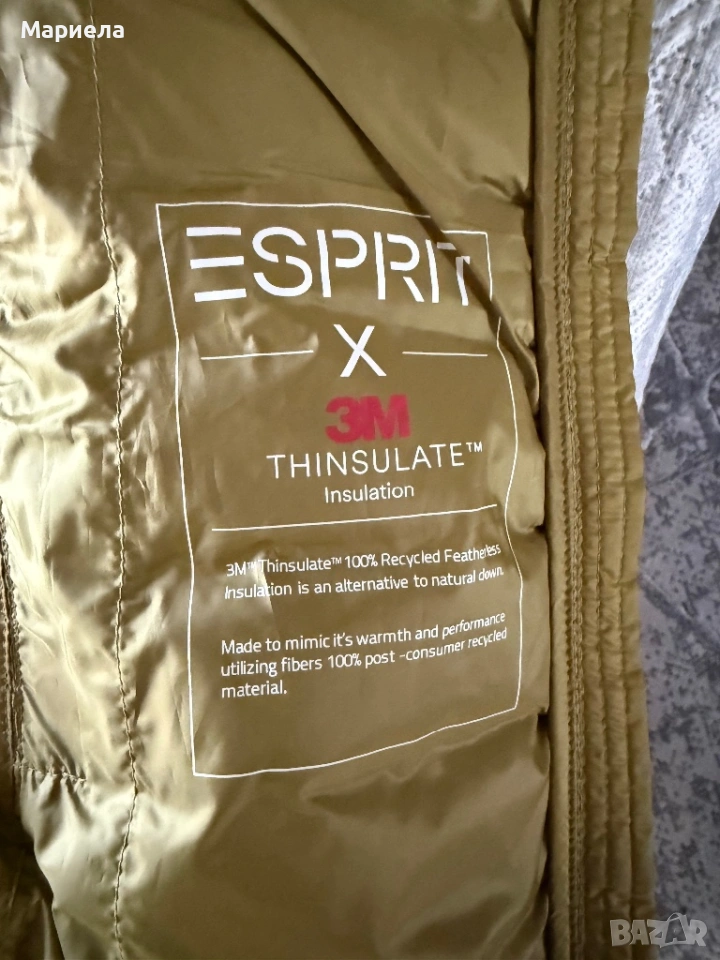 Мариела
ESPRIT
X
3M
THINSULATE™
Insulation
3M™ Thinsulate™ 100% Recycled Featherless
Insulation is an alternative to natural down.
Made to mimic it's warmth and performance
utilizing fibers 100% post -consumer recycled
material.
BAZAR